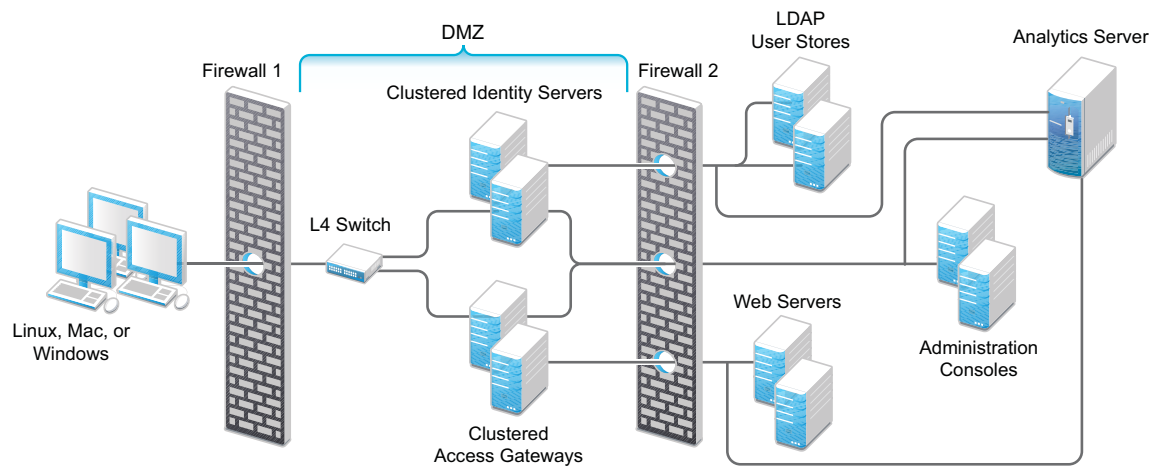 DMZ
LDAP
User Stores
Analytics Server
Firewall 1
Firewall 2
Clustered Identity Servers
L4 Switch
Web Servers
Linux, Mac, or
Windows
Administration
Consoles
Clustered
Access Gateways